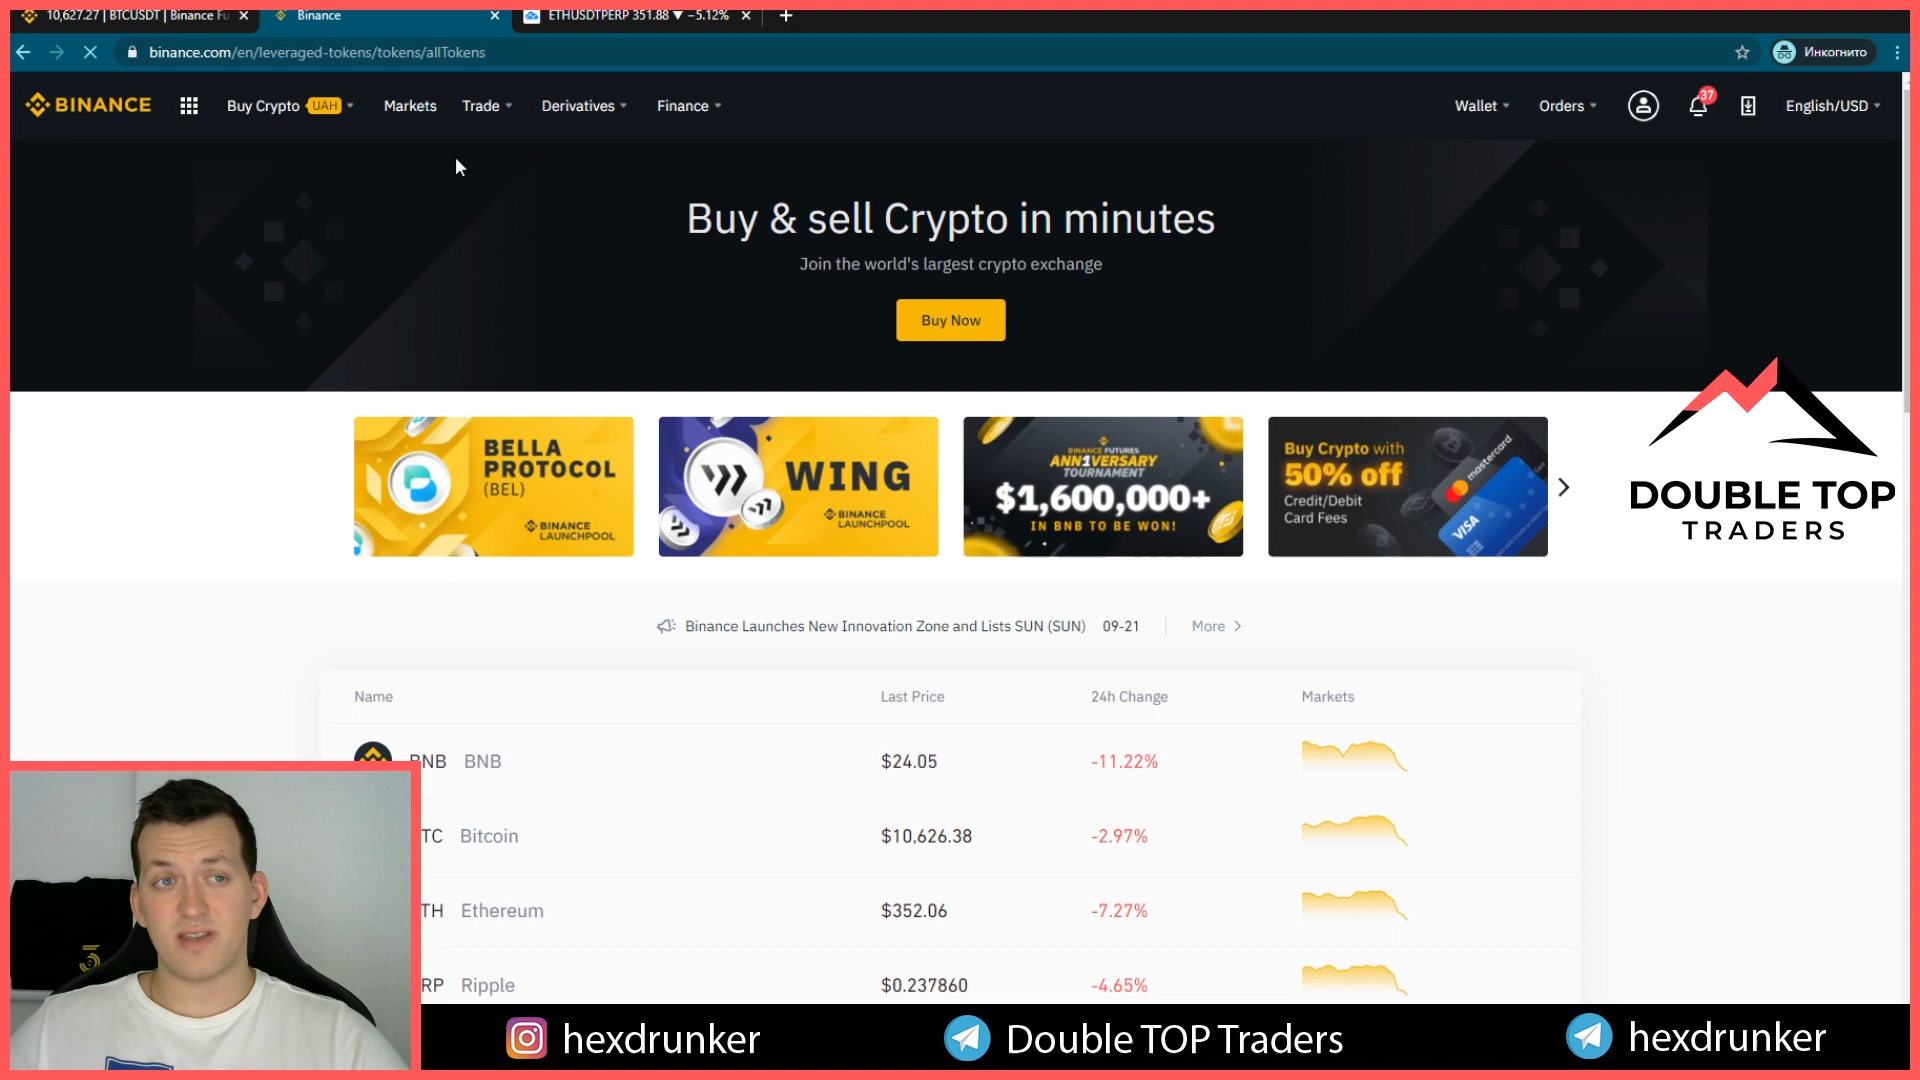 10,627.27 | BTCUSDT | Binance Fu
Binance
ETHUSDTPERP 351.88 ▼ −5.12%
binance.com/en/leveraged-tokens/tokens/allTokens
Инкогнито
BINANCE
Buy Crypto UAH
Markets
Trade
Derivatives
Finance
Wallet
Orders
37
English/USD
Buy & sell Crypto in minutes
Join the world's largest crypto exchange
Buy Now
BELLA
PROTOCOL
(BEL)
BINANCE
LAUNCHPOOL
WING
BINANCE
LAUNCHPOOL
BINANCE FUTURES
ANN1VERSARY
TOURNAMENT
$1,600,000+
IN BNB TO BE WON!
Buy Crypto with
50% off
Credit/Debit
Card Fees
mastercard
VISA
DOUBLE TOP
TRADERS
Binance Launches New Innovation Zone and Lists SUN (SUN) 09-21
More
Name Last Price 24h Change Markets
BNB BNB $24.05 -11.22%
TC Bitcoin $10,626.38 -2.97%
TH Ethereum $352.06 -7.27%
RP Ripple $0.237860 -4.65%
hexdrunker
Double TOP Traders
hexdrunker